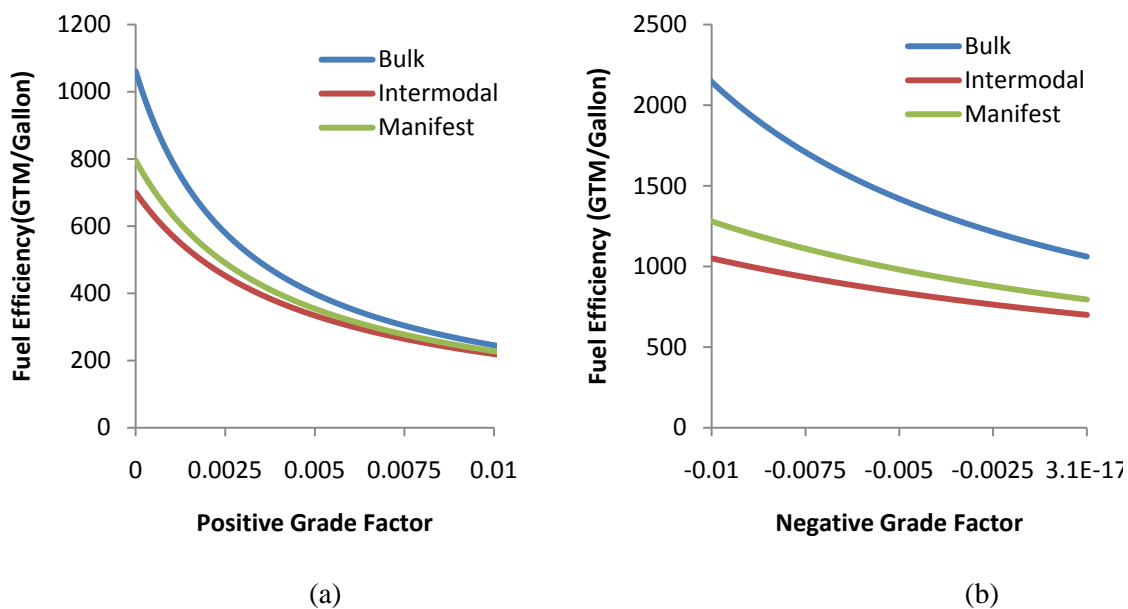 Fuel Efficiency(GTM/Gallon)
1200
1000
800
600
400
200
0
0 0.0025 0.005 0.0075 0.01
Positive Grade Factor
Bulk
Intermodal
Manifest
(a)
Fuel Efficiency (GTM/Gallon)
2500
2000
1500
1000
500
0
-0.01 -0.0075 -0.005 -0.0025 3.1E-17
Negative Grade Factor
Bulk
Intermodal
Manifest
(b)